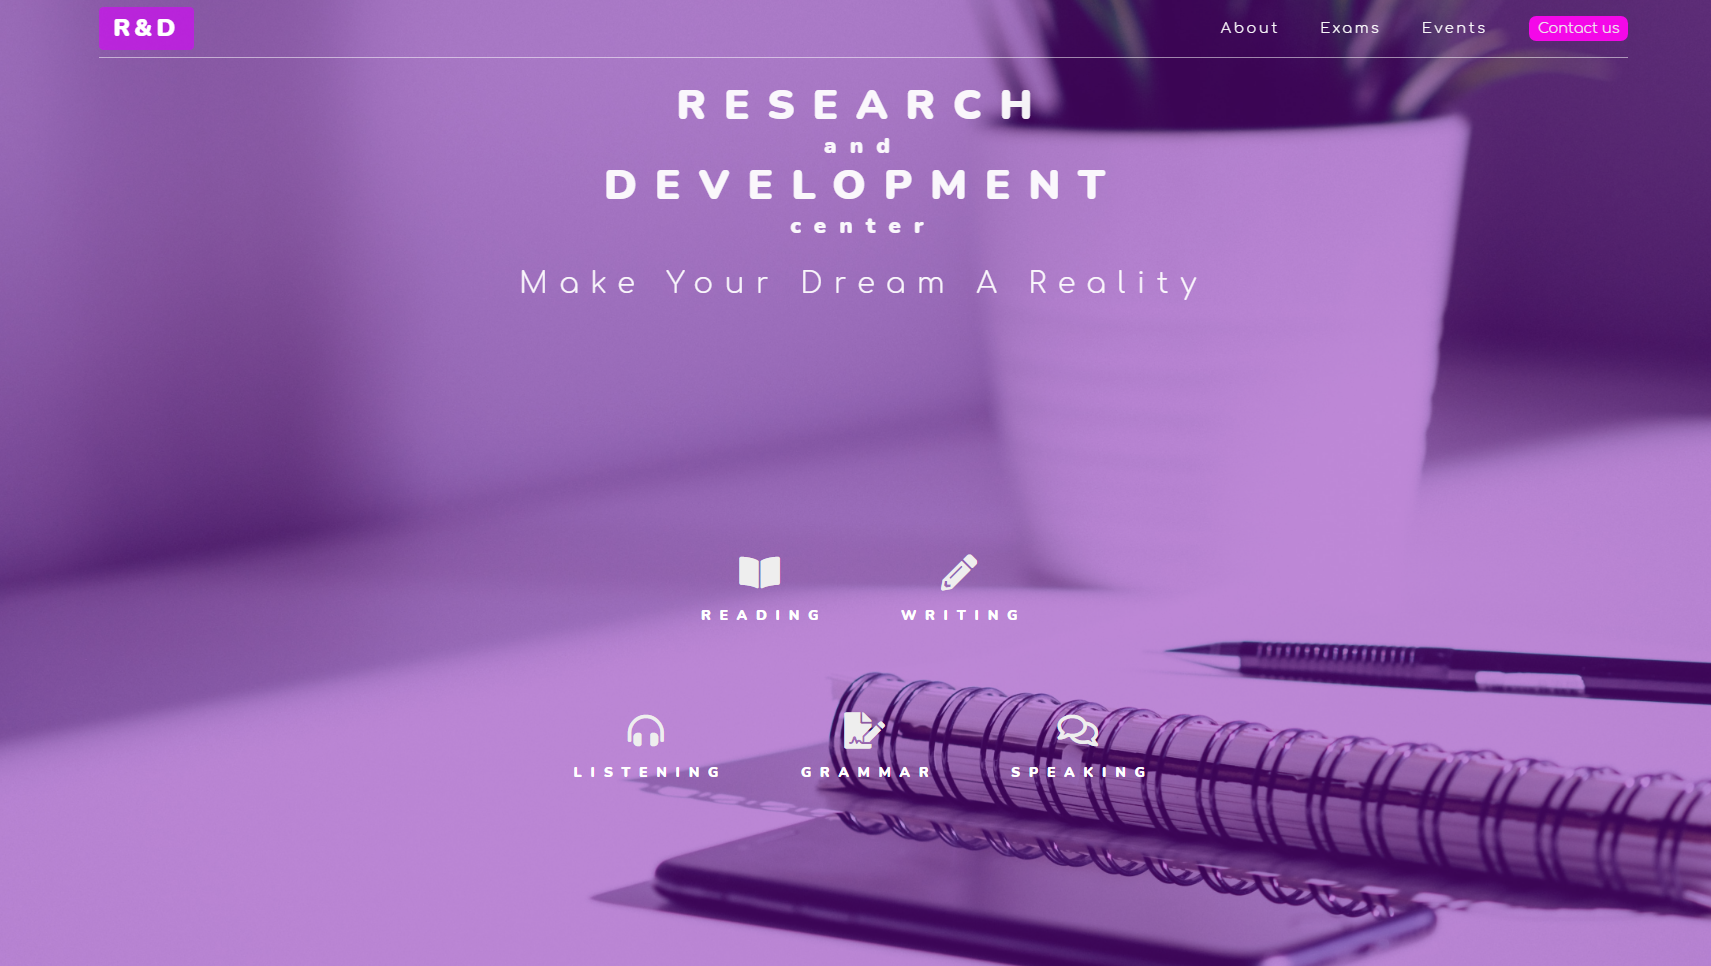 R&D
About Exams Events Contact us
RESEARCH
and
DEVELOPMENT
center
Make Your Dream A Reality
READING WRITING
LISTENING GRAMMAR SPEAKING